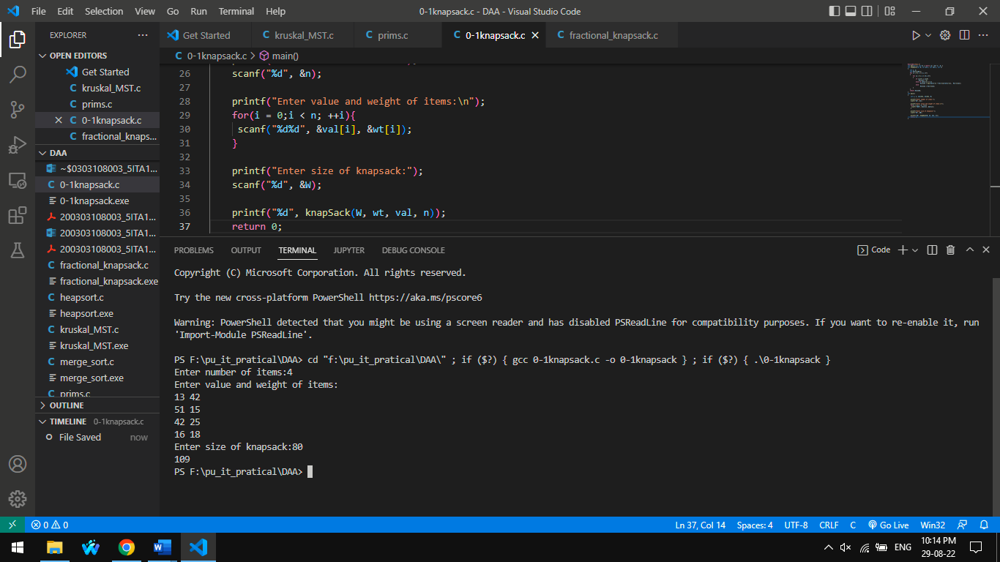 File Edit Selection View Go Run Terminal Help
0-1knapsack.c - DAA - Visual Studio Code
EXPLORER
OPEN EDITORS
Get Started
kruskal_MST.c
prims.c
0-1knapsack.c
fractional_knaps...
DAA
~$0303108003_5ITA1...
0-1knapsack.c
0-1knapsack.exe
200303108003_5ITA1...
200303108003_5ITA1...
200303108003_5ITA1...
fractional_knapsack.c
fractional_knapsack.exe
heapsort.c
heapsort.exe
kruskal_MST.c
kruskal_MST.exe
merge_sort.c
merge_sort.exe
prims.c
OUTLINE
TIMELINE 0-1knapsack.c
File Saved now
Get Started kruskal_MST.c prims.c 0-1knapsack.c fractional_knapsack.c
0-1knapsack.c > main()
26 scanf("%d", &n);
27
28 printf("Enter value and weight of items:\n");
29 for(i = 0;i < n; ++i){
30 scanf("%d%d", &val[i], &wt[i]);
31 }
32
33 printf("Enter size of knapsack:");
34 scanf("%d", &W);
35
36 printf("%d", knapSack(W, wt, val, n));
37 return 0;
PROBLEMS OUTPUT TERMINAL JUPYTER DEBUG CONSOLE
Code
Copyright (C) Microsoft Corporation. All rights reserved.
Try the new cross-platform PowerShell https://aka.ms/pscore6
Warning: PowerShell detected that you might be using a screen reader and has disabled PSReadLine for compatibility purposes. If you want to re-enable it, run
'Import-Module PSReadLine'.
PS F:\pu_it_pratical\DAA> cd "f:\pu_it_pratical\DAA\" ; if ($?) { gcc 0-1knapsack.c -o 0-1knapsack } ; if ($?) { .\0-1knapsack }
Enter number of items:4
Enter value and weight of items:
13 42
51 15
42 25
16 18
Enter size of knapsack:80
109
PS F:\pu_it_pratical\DAA>
0 0
Ln 37, Col 14 Spaces: 4 UTF-8 CRLF C Go Live Win32
ENG
10:14 PM
29-08-22